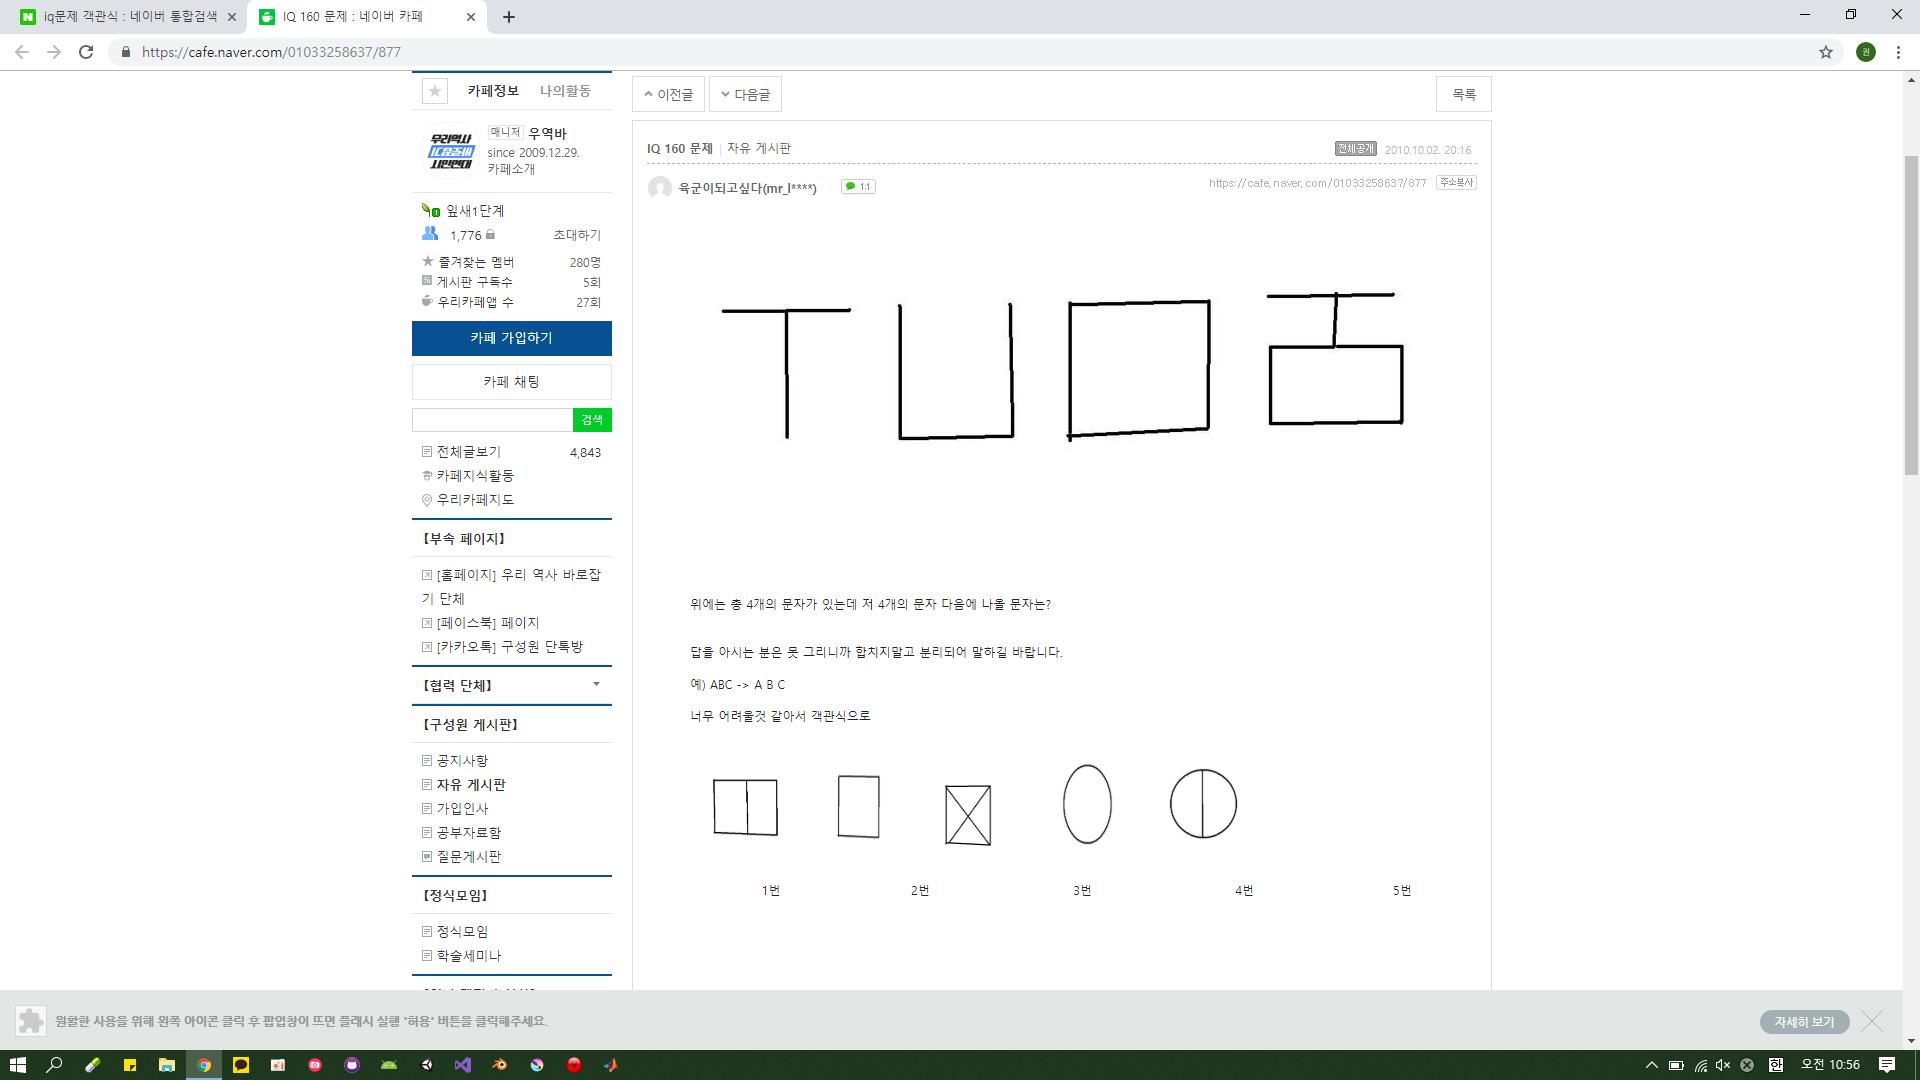 iq문제 객관식 : 네이버 통합검색
IQ 160 문제 : 네이버 카페
https://cafe.naver.com/01033258637/877
권
카페정보 나의활동
우리역사
바로잡기
시민연대
매니저 우역바
since 2009.12.29.
카페소개
잎새1단계
1,776 초대하기
즐겨찾는 멤버 280명
게시판 구독수 5회
우리카페앱 수 27회
카페 가입하기
카페 채팅
검색
전체글보기 4,843
카페지식활동
우리카페지도
【부속 페이지】
[홈페이지] 우리 역사 바로잡
기 단체
[페이스북] 페이지
[카카오톡] 구성원 단톡방
【협력 단체】
【구성원 게시판】
공지사항
자유 게시판
가입인사
공부자료함
질문게시판
【정식모임】
정식모임
학술세미나
이전글 다음글 목록
IQ 160 문제 | 자유 게시판 전체공개 2010.10.02. 20:16
육군이되고싶다(mr_l****) 1:1 https://cafe.naver.com/01033258637/877 주소복사
위에는 총 4개의 문자가 있는데 저 4개의 문자 다음에 나올 문자는?
답을 아시는 분은 못 그리니까 합치지말고 분리되어 말하길 바랍니다.
예) ABC -> A B C
너무 어려울것 같아서 객관식으로
1번 2번 3번 4번 5번
원활한 사용을 위해 왼쪽 아이콘 클릭 후 팝업창이 뜨면 플래시 실행 "허용" 버튼을 클릭해주세요.
자세히 보기
한 오전 10:56